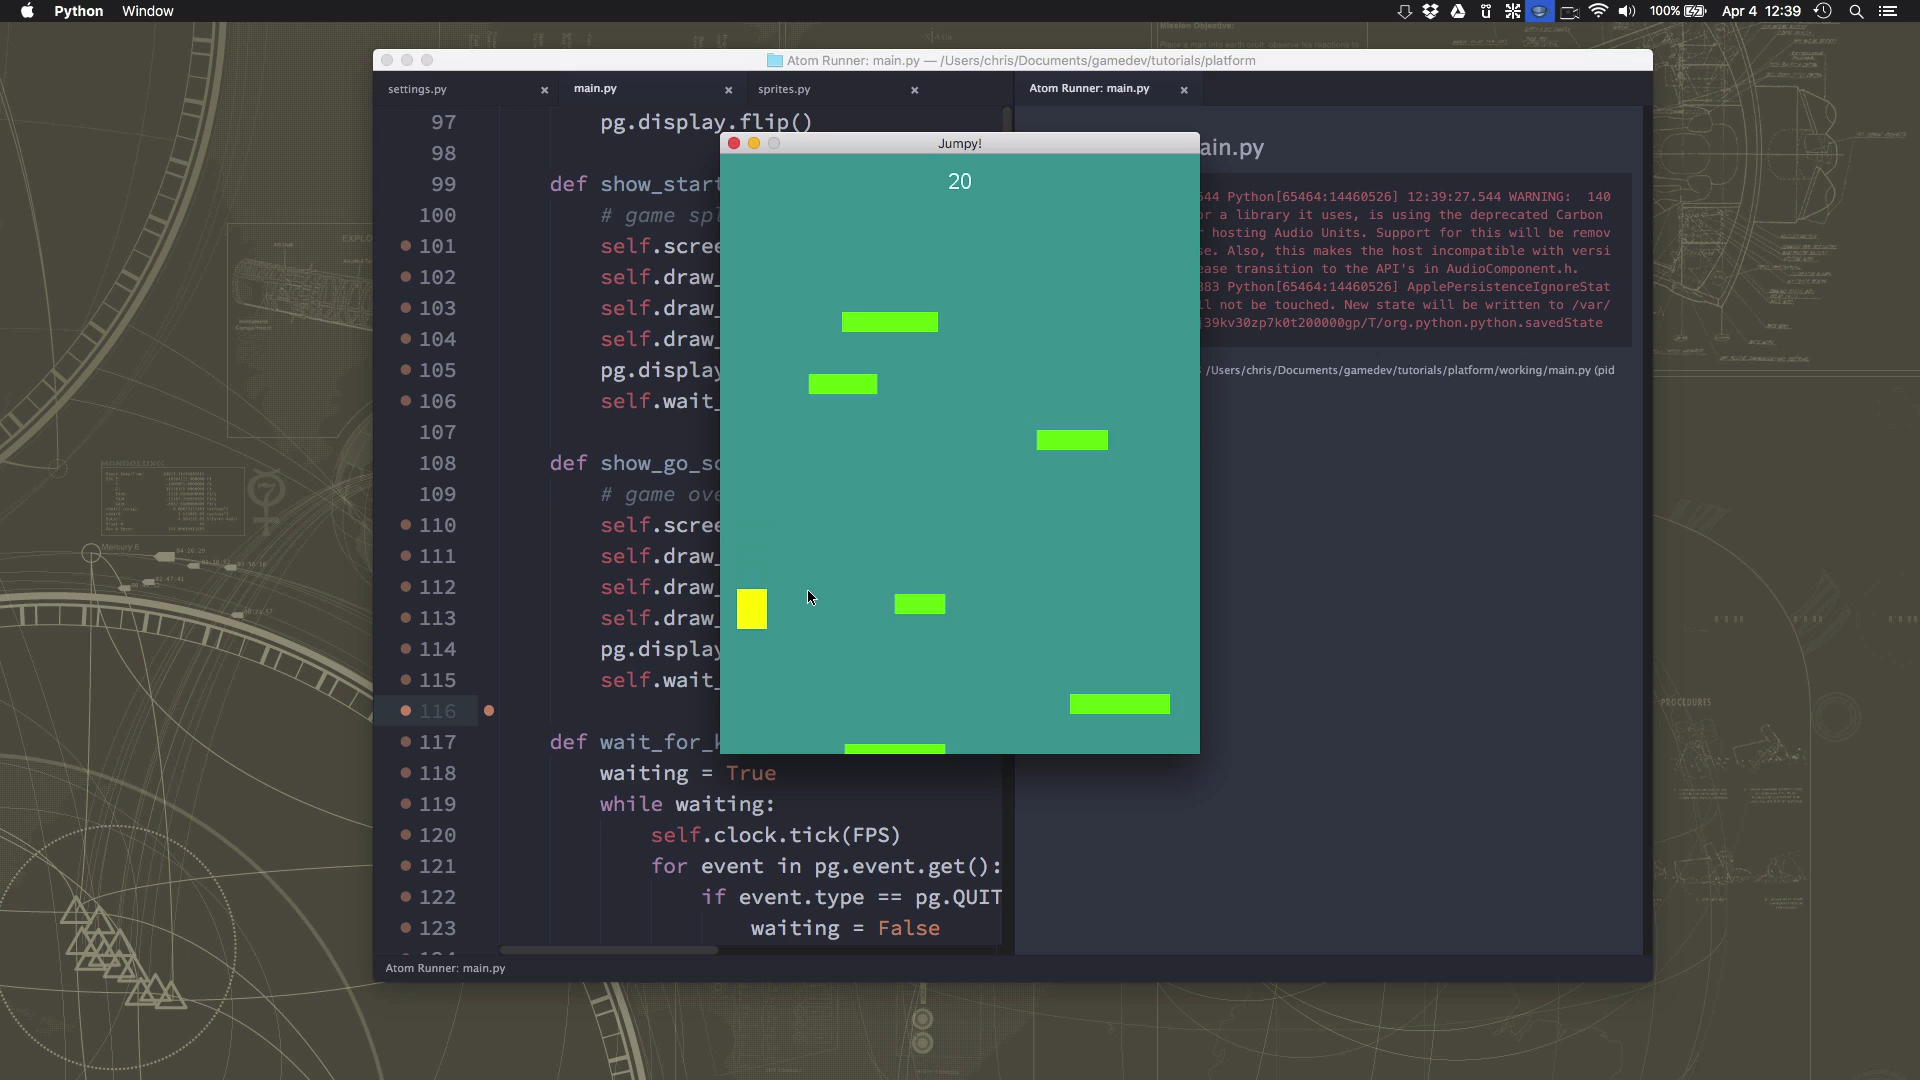 Python Window
100% Apr 4 12:39
Atom Runner: main.py — /Users/chris/Documents/gamedev/tutorials/platform
settings.py
main.py
sprites.py
Atom Runner: main.py
97 pg.display.flip()
98
99 def show_start
100 # game spl
101 self.scree
102 self.draw_
103 self.draw_
104 self.draw_
105 pg.display
106 self.wait_
107
108 def show_go_sc
109 # game ove
110 self.scree
111 self.draw_
112 self.draw_
113 self.draw_
114 pg.display
115 self.wait_
116
117 def wait_for_k
118 waiting = True
119 while waiting:
120 self.clock.tick(FPS)
121 for event in pg.event.get():
122 if event.type == pg.QUIT
123 waiting = False
Jumpy!
20
ain.py
544 Python[65464:14460526] 12:39:27.544 WARNING: 140
or a library it uses, is using the deprecated Carbon
hosting Audio Units. Support for this will be remov
se. Also, this makes the host incompatible with versi
ease transition to the API's in AudioComponent.h.
383 Python[65464:14460526] ApplePersistenceIgnoreStat
ll not be touched. New state will be written to /var/
j39kv30zp7k0t200000gp/T/org.python.python.savedState
/Users/chris/Documents/gamedev/tutorials/platform/working/main.py (pid
Atom Runner: main.py
Mission Objective:
PROCEDURES
Mercury 6